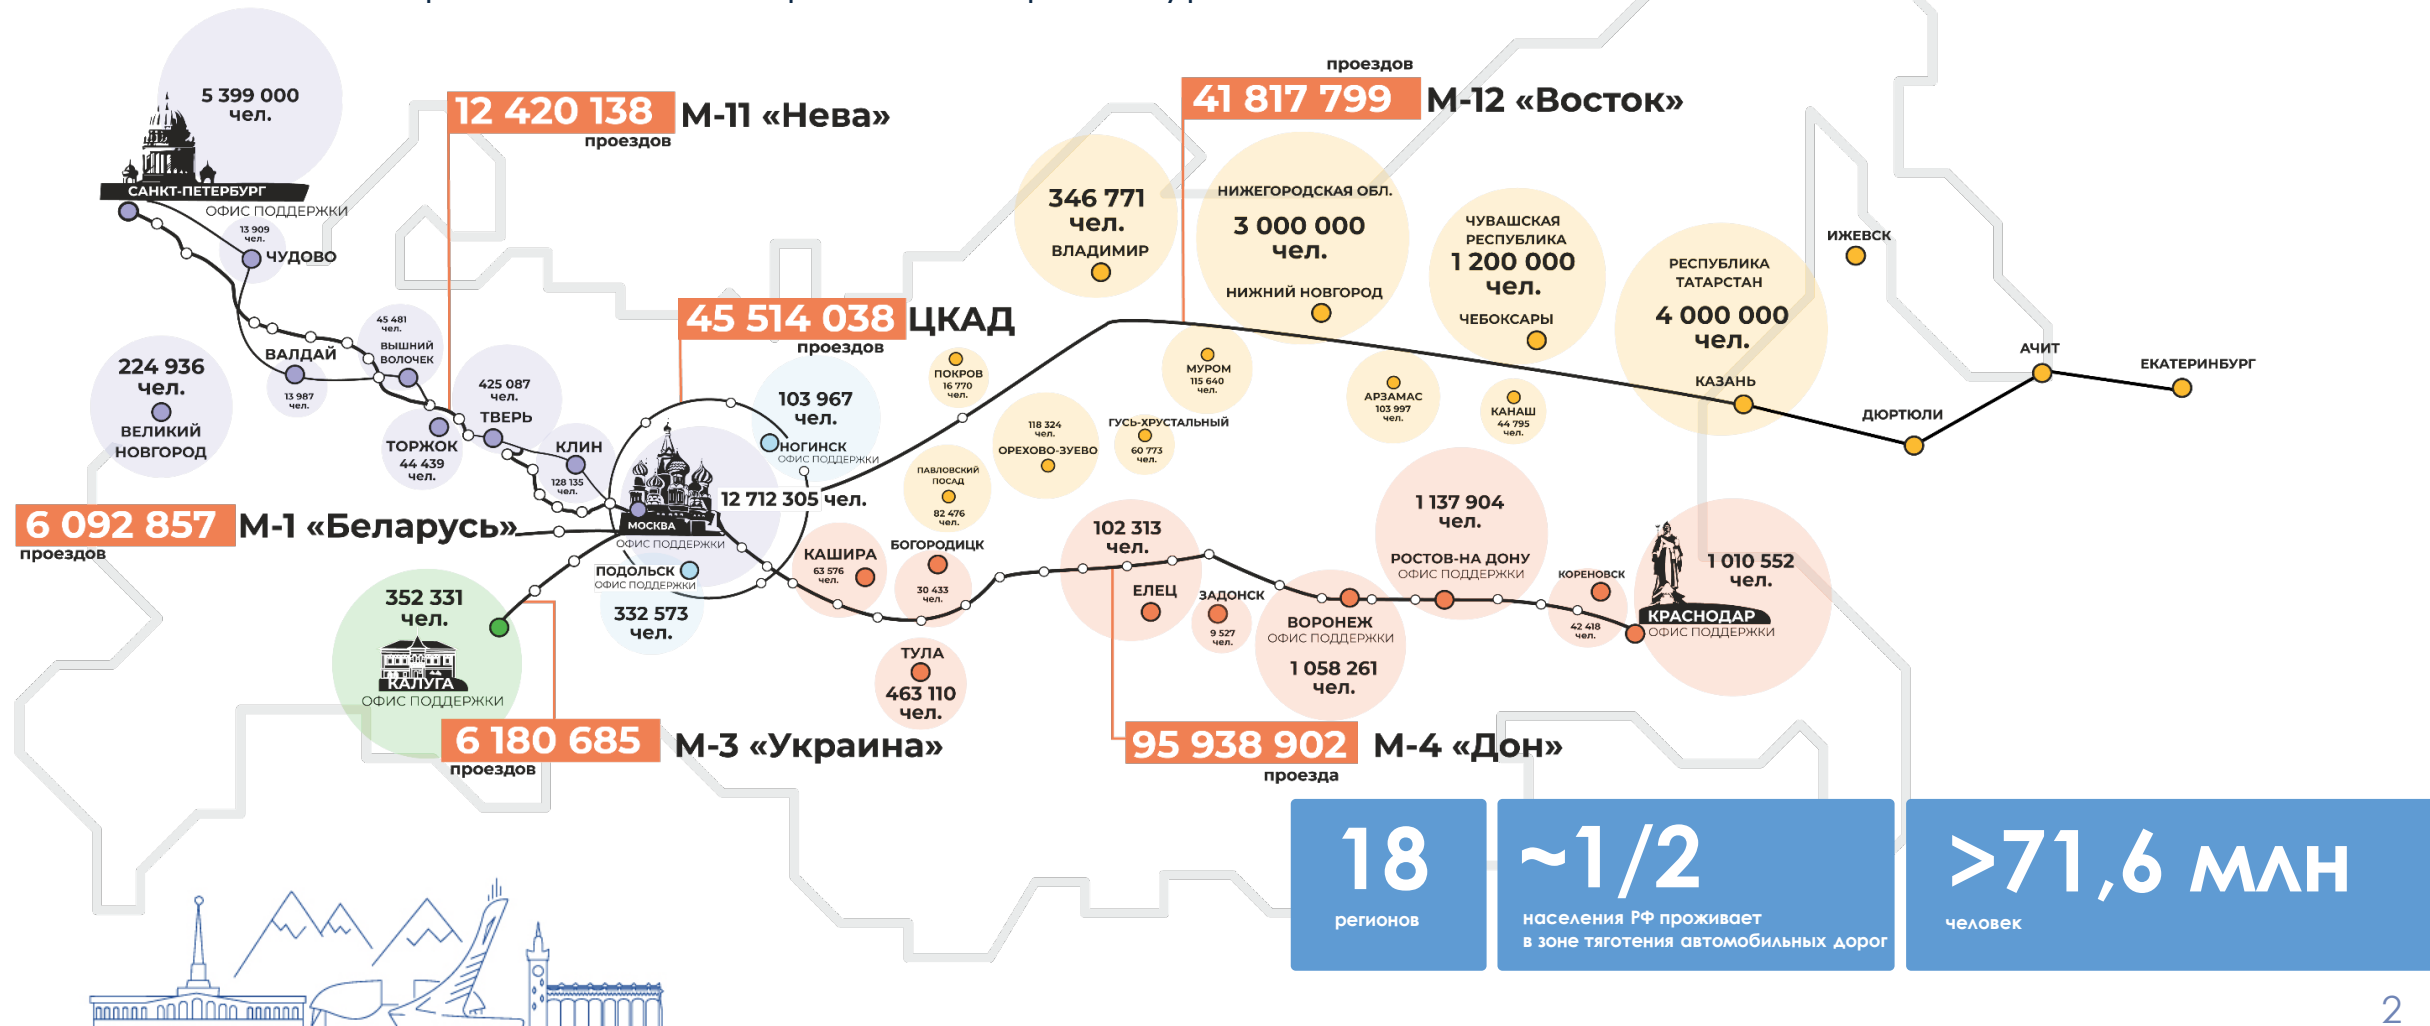 5 399 000
чел.
САНКТ-ПЕТЕРБУРГ
ОФИС ПОДДЕРЖКИ
13 909
чел.
ЧУДОВО
12 420 138
М-11 «Нева»
проездов
проездов
41 817 799
М-12 «Восток»
346 771
чел.
ВЛАДИМИР
НИЖЕГОРОДСКАЯ ОБЛ.
3 000 000
чел.
НИЖНИЙ НОВГОРОД
ЧУВАШСКАЯ
РЕСПУБЛИКА
1 200 000
чел.
ЧЕБОКСАРЫ
РЕСПУБЛИКА
ТАТАРСТАН
4 000 000
чел.
КАЗАНЬ
ИЖЕВСК
АЧИТ
ЕКАТЕРИНБУРГ
ДЮРТЮЛИ
45 514 038
ЦКАД
проездов
224 936
чел.
ВЕЛИКИЙ
НОВГОРОД
ВАЛДАЙ
13 987
чел.
45 481
чел.
ВЫШНИЙ
ВОЛОЧЕК
425 087
чел.
ТВЕРЬ
ТОРЖОК
44 439
чел.
КЛИН
128 135
чел.
103 967
чел.
НОГИНСК
ОФИС ПОДДЕРЖКИ
12 712 305 чел.
МОСКВА
ОФИС ПОДДЕРЖКИ
ПОДОЛЬСК
ОФИС ПОДДЕРЖКИ
332 573
чел.
ПОКРОВ
16 770
чел.
МУРОМ
115 640
чел.
АРЗАМАС
103 997
чел.
КАНАШ
44 795
чел.
118 324
чел.
ОРЕХОВО-ЗУЕВО
ГУСЬ-ХРУСТАЛЬНЫЙ
60 773
чел.
ПАВЛОВСКИЙ
ПОСАД
82 476
чел.
6 092 857
М-1 «Беларусь»
проездов
352 331
чел.
КАЛУГА
ОФИС ПОДДЕРЖКИ
6 180 685
М-3 «Украина»
проездов
КАШИРА
63 576
чел.
БОГОРОДИЦК
30 433
чел.
ТУЛА
463 110
чел.
102 313
чел.
ЕЛЕЦ
ЗАДОНСК
9 527
чел.
ВОРОНЕЖ
ОФИС ПОДДЕРЖКИ
1 058 261
чел.
1 137 904
чел.
РОСТОВ-НА ДОНУ
ОФИС ПОДДЕРЖКИ
КОРЕНОВСК
42 418
чел.
1 010 552
чел.
КРАСНОДАР
ОФИС ПОДДЕРЖКИ
95 938 902
М-4 «Дон»
проезда
18
регионов
~1/2
населения РФ проживает
в зоне тяготения автомобильных дорог
>71,6 млн
человек
2